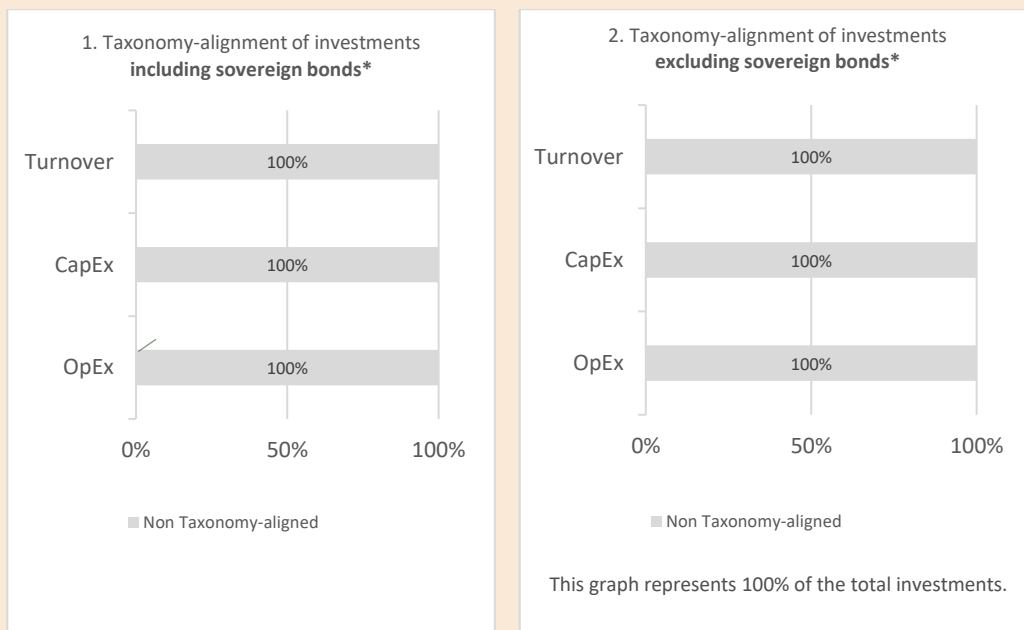 1. Taxonomy-alignment of investments
including sovereign bonds*
Turnover
100%
CapEx
100%
OpEx
100%
0%
50%
100%
Non Taxonomy-aligned
2. Taxonomy-alignment of investments
excluding sovereign bonds*
Turnover
100%
CapEx
100%
OpEx
100%
0%
50%
100%
Non Taxonomy-aligned
This graph represents 100% of the total investments.